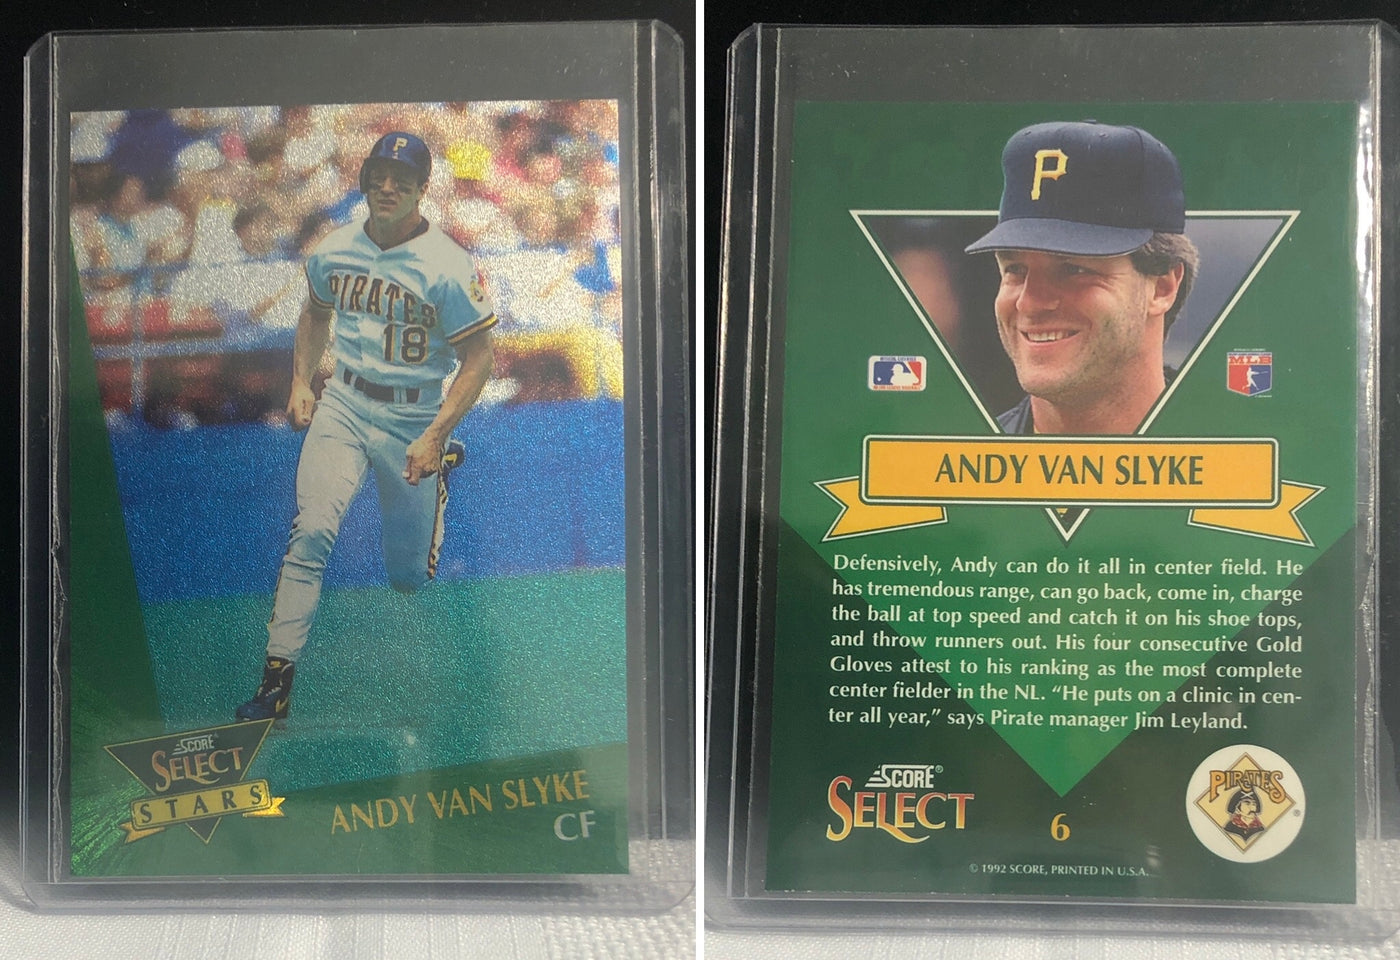 P
PIRATES
18
SCORE®
SELECT
STARS
ANDY VAN SLYKE
CF
P
MLB
ANDY VAN SLYKE
Defensively, Andy can do it all in center field. He
has tremendous range, can go back, come in, charge
the ball at top speed and catch it on his shoe tops,
and throw runners out. His four consecutive Gold
Gloves attest to his ranking as the most complete
center fielder in the NL. “He puts on a clinic in cen-
ter all year,” says Pirate manager Jim Leyland.
SCORE®
SELECT
6
PIRATES
®
© 1992 SCORE, PRINTED IN U.S.A.